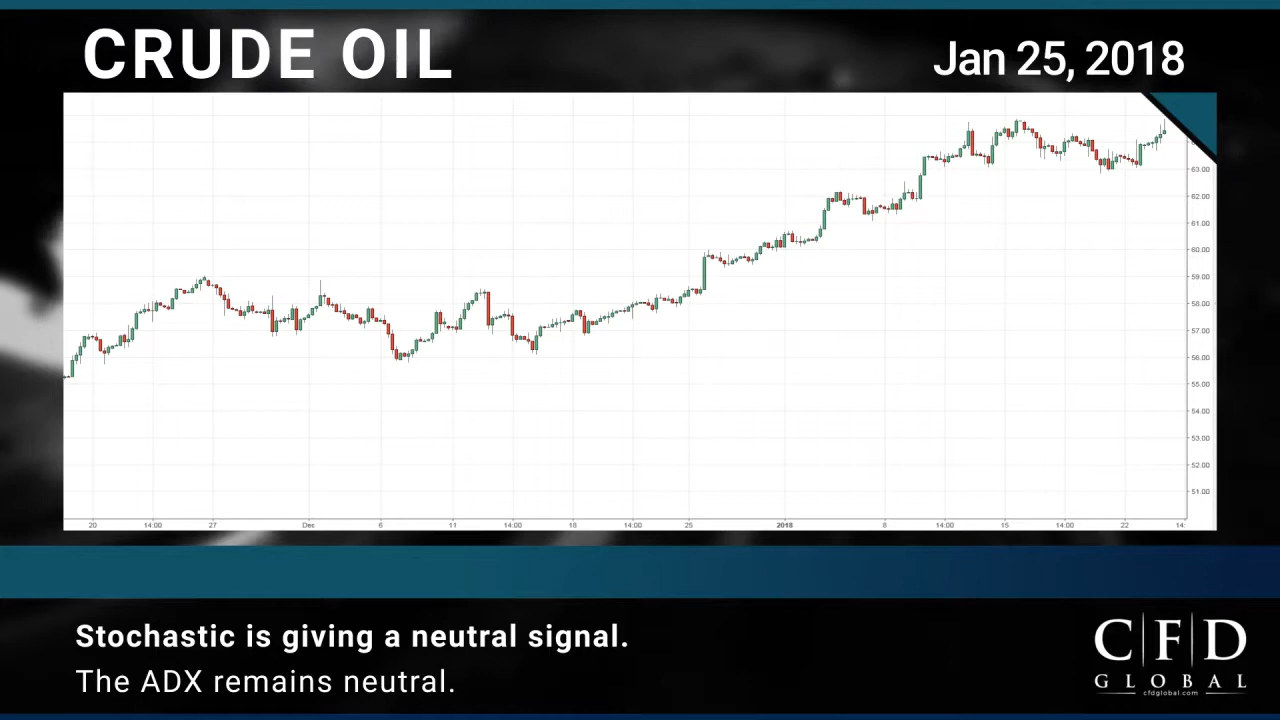 CRUDE OIL
Jan 25, 2018
63.00
62.00
61.00
60.00
59.00
58.00
57.00
56.00
55.00
54.00
53.00
52.00
51.00
20 14:00 27 Dec 6 11 14:00 18 14:00 25 2018 8 14:00 15 14:00 22 14:
Stochastic is giving a neutral signal.
The ADX remains neutral.
CFD
GLOBAL
cfdglobal.com